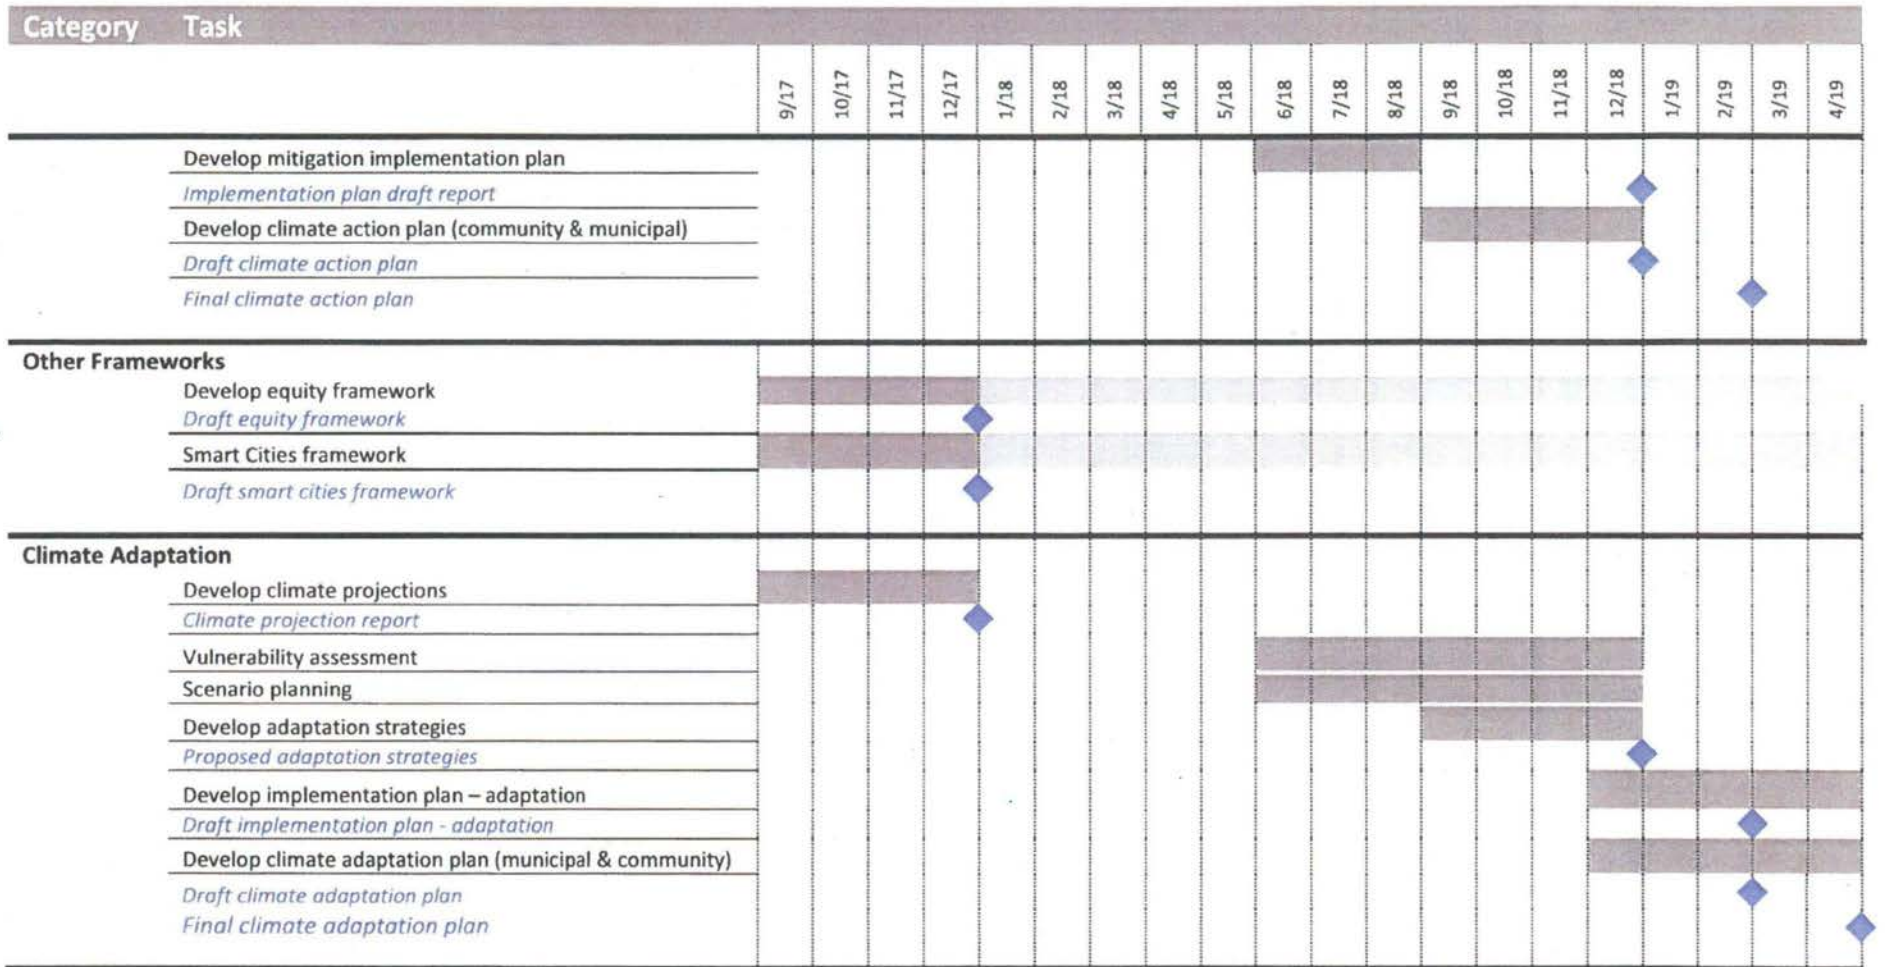 Category Task
9/17 10/17 11/17 12/17 1/18 2/18 3/18 4/18 5/18 6/18 7/18 8/18 9/18 10/18 11/18 12/18 1/19 2/19 3/19 4/19
Develop mitigation implementation plan
Implementation plan draft report
Develop climate action plan (community & municipal)
Draft climate action plan
Final climate action plan
Other Frameworks
Develop equity framework
Draft equity framework
Smart Cities framework
Draft smart cities framework
Climate Adaptation
Develop climate projections
Climate projection report
Vulnerability assessment
Scenario planning
Develop adaptation strategies
Proposed adaptation strategies
Develop implementation plan – adaptation
Draft implementation plan - adaptation
Develop climate adaptation plan (municipal & community)
Draft climate adaptation plan
Final climate adaptation plan